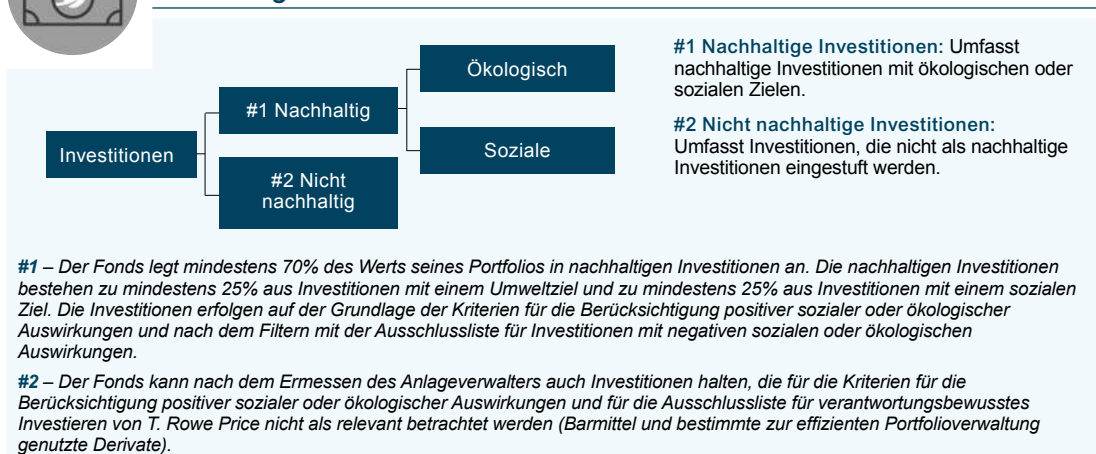 Ökologisch
#1 Nachhaltig
Investitionen
Soziale
#2 Nicht
nachhaltig
#1 Nachhaltige Investitionen: Umfasst
nachhaltige Investitionen mit ökologischen oder
sozialen Zielen.
#2 Nicht nachhaltige Investitionen:
Umfasst Investitionen, die nicht als nachhaltige
Investitionen eingestuft werden.
#1 – Der Fonds legt mindestens 70% des Werts seines Portfolios in nachhaltigen Investitionen an. Die nachhaltigen Investitionen
bestehen zu mindestens 25% aus Investitionen mit einem Umweltziel und zu mindestens 25% aus Investitionen mit einem sozialen
Ziel. Die Investitionen erfolgen auf der Grundlage der Kriterien für die Berücksichtigung positiver sozialer oder ökologischer
Auswirkungen und nach dem Filtern mit der Ausschlussliste für Investitionen mit negativen sozialen oder ökologischen
Auswirkungen.
#2 – Der Fonds kann nach dem Ermessen des Anlageverwalters auch Investitionen halten, die für die Kriterien für die
Berücksichtigung positiver sozialer oder ökologischer Auswirkungen und für die Ausschlussliste für verantwortungsbewusstes
Investieren von T. Rowe Price nicht als relevant betrachtet werden (Barmittel und bestimmte zur effizienten Portfolioverwaltung
genutzte Derivate).